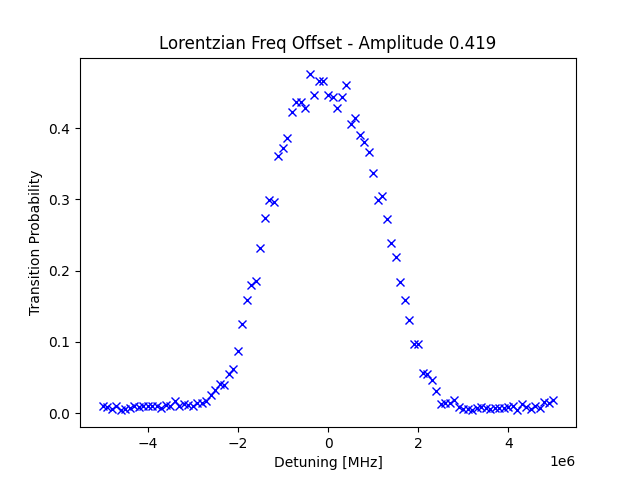 Lorentzian Freq Offset - Amplitude 0.419
Transition Probability
0.4
0.3
0.2
0.1
0.0
−4
−2
0
2
4
1e6
Detuning [MHz]